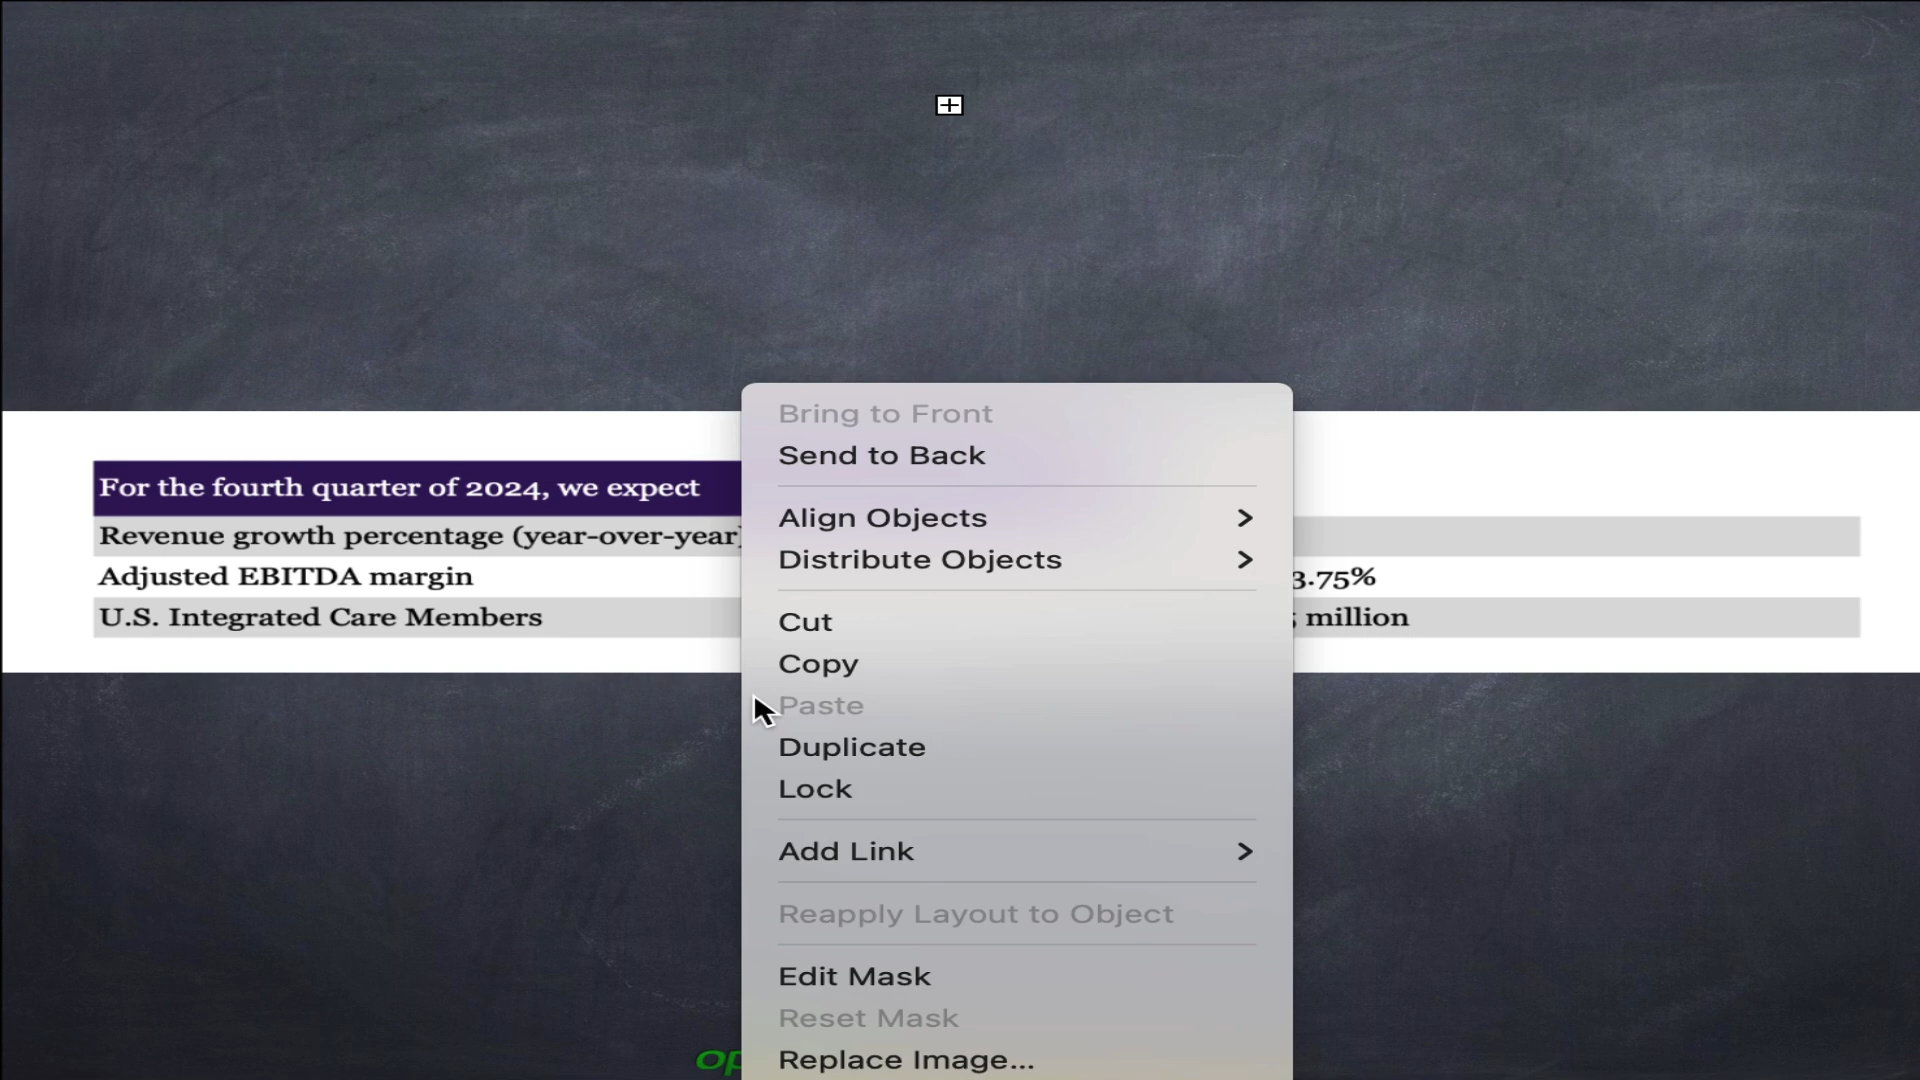 Bring to Front
Send to Back
Align Objects
Distribute Objects
Cut
Copy
Paste
Duplicate
Lock
Add Link
Reapply Layout to Object
Edit Mask
Reset Mask
Replace Image...
For the fourth quarter of 2024, we expect
Revenue growth percentage (year-over-year)
Adjusted EBITDA margin 3.75%
U.S. Integrated Care Members million